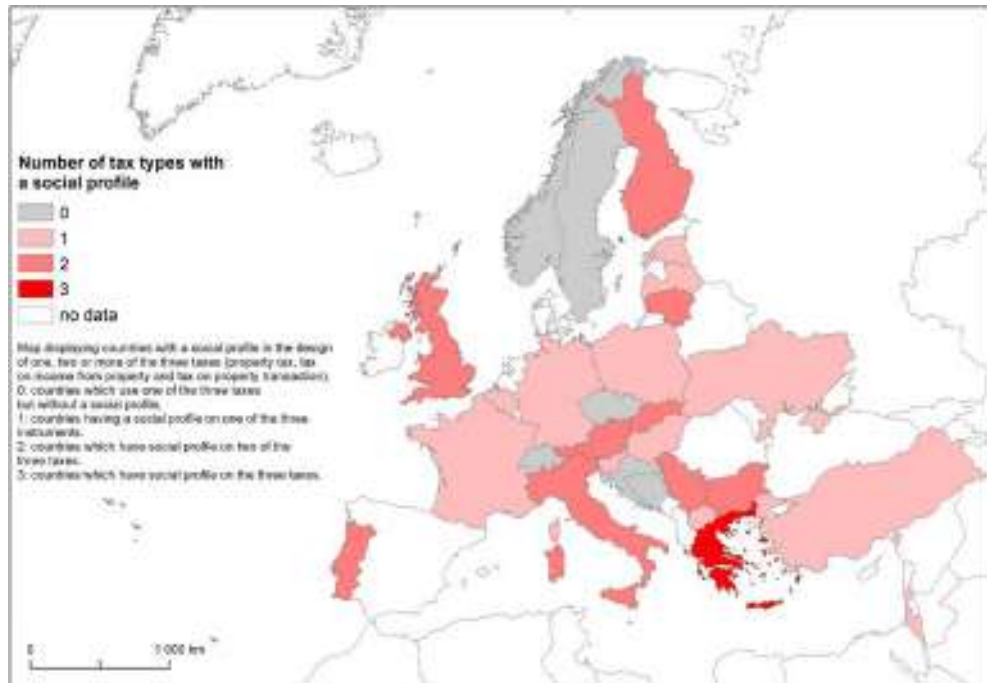 Number of tax types with
a social profile
0
1
2
3
no data
Map displaying countries with a social profile in the design
of one, two or more of the three taxes (property tax, tax
on income from property and tax on property transaction).
0: countries which use one of the three taxes
but without a social profile.
1: countries having a social profile on one of the three
instruments.
2: countries which have social profile on two of the
three taxes.
3: countries which have social profile on the three taxes.
0 1 000 km